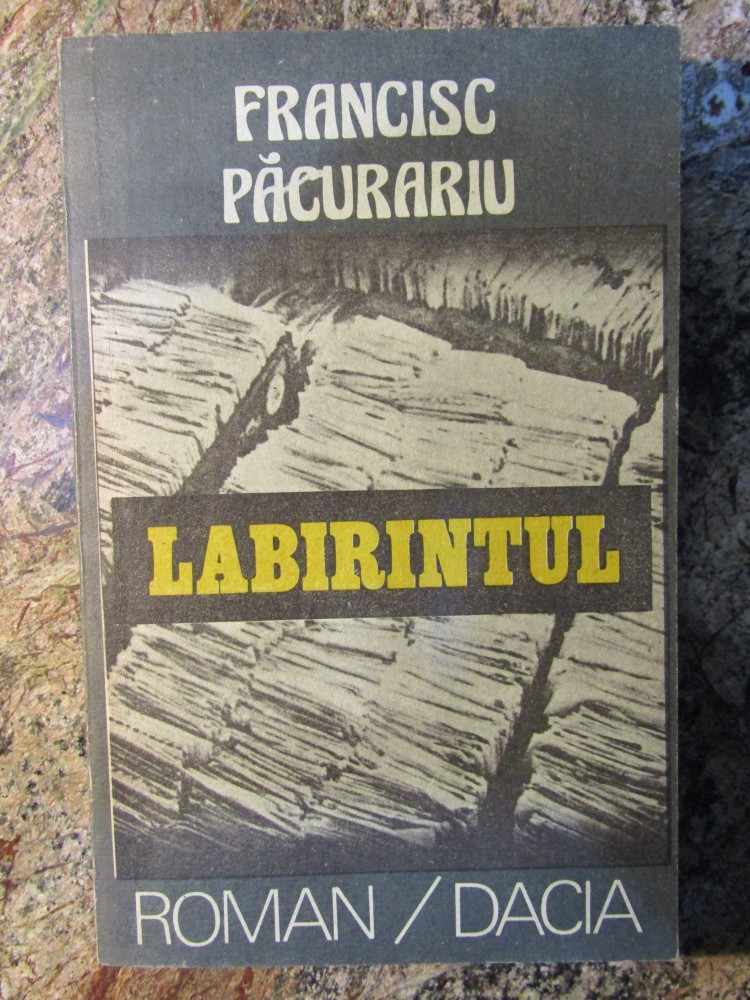 FRANCISC
PĂCURARIU
LABIRINTUL
ROMAN / DACIA